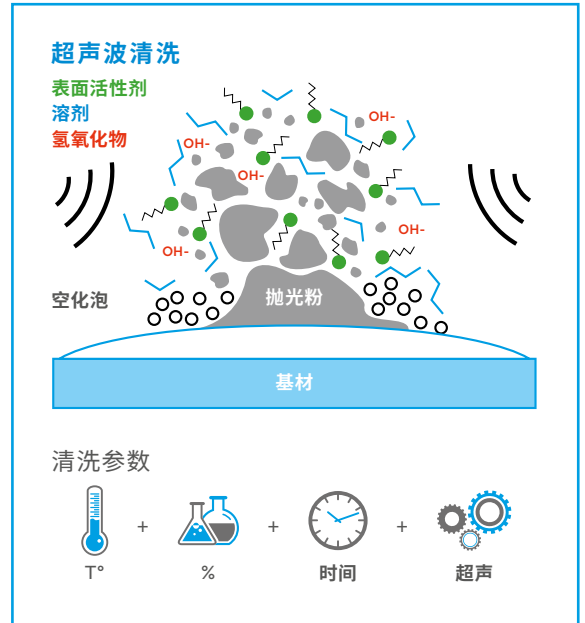 超声波清洗
表面活性剂
溶剂
氢氧化物
OH-
OH-
OH-
OH-
OH-
空化泡
抛光粉
基材
清洗参数
+ + +
T° % 时间 超声